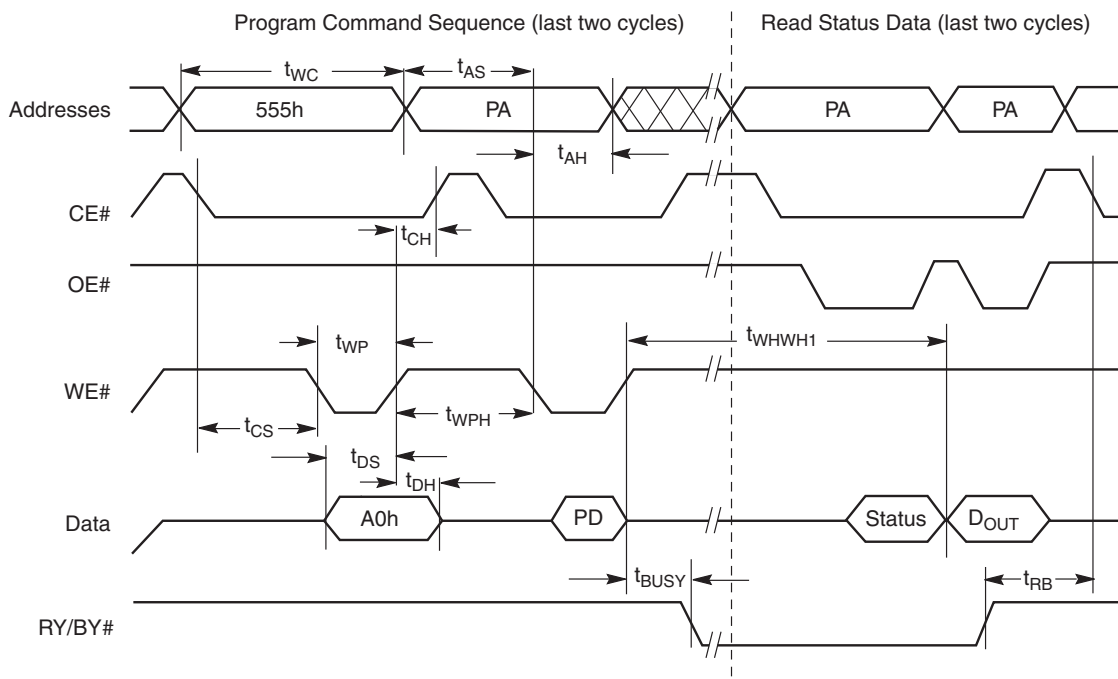 Program Command Sequence (last two cycles)
Read Status Data (last two cycles)
tWC
tAS
Addresses
555h
PA
PA
PA
tAH
CE#
tCH
OE#
tWP
tWHWH1
WE#
tCS
tWPH
tDS
tDH
Data
A0h
PD
Status
DOUT
tBUSY
tRB
RY/BY#